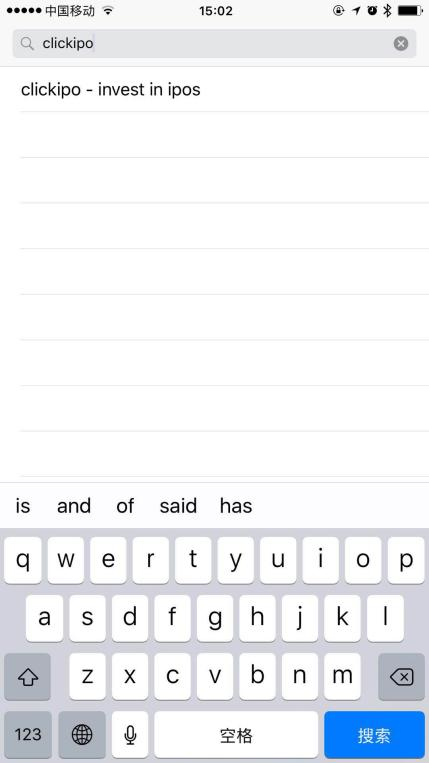 中国移动 15:02
clickipo
clickipo - invest in ipos
is and of said has
q w e r t y u i o p
a s d f g h j k l
z x c v b n m
123 空格 搜索